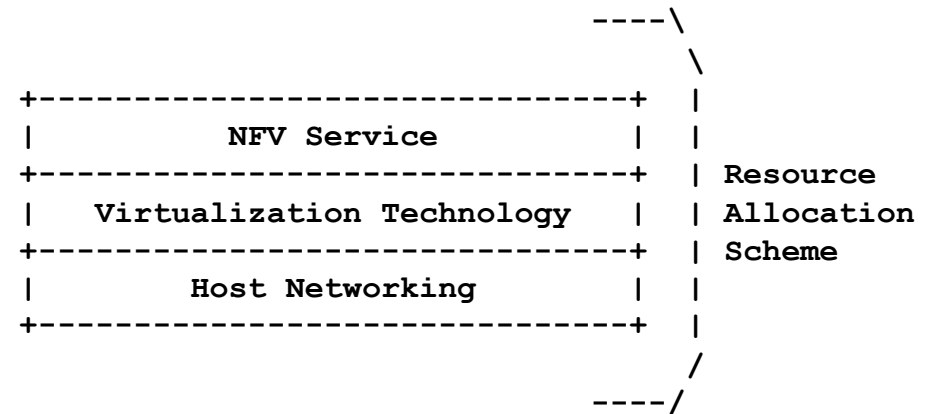 NFV Service
Resource
Virtualization Technology
Allocation
Scheme
Host Networking